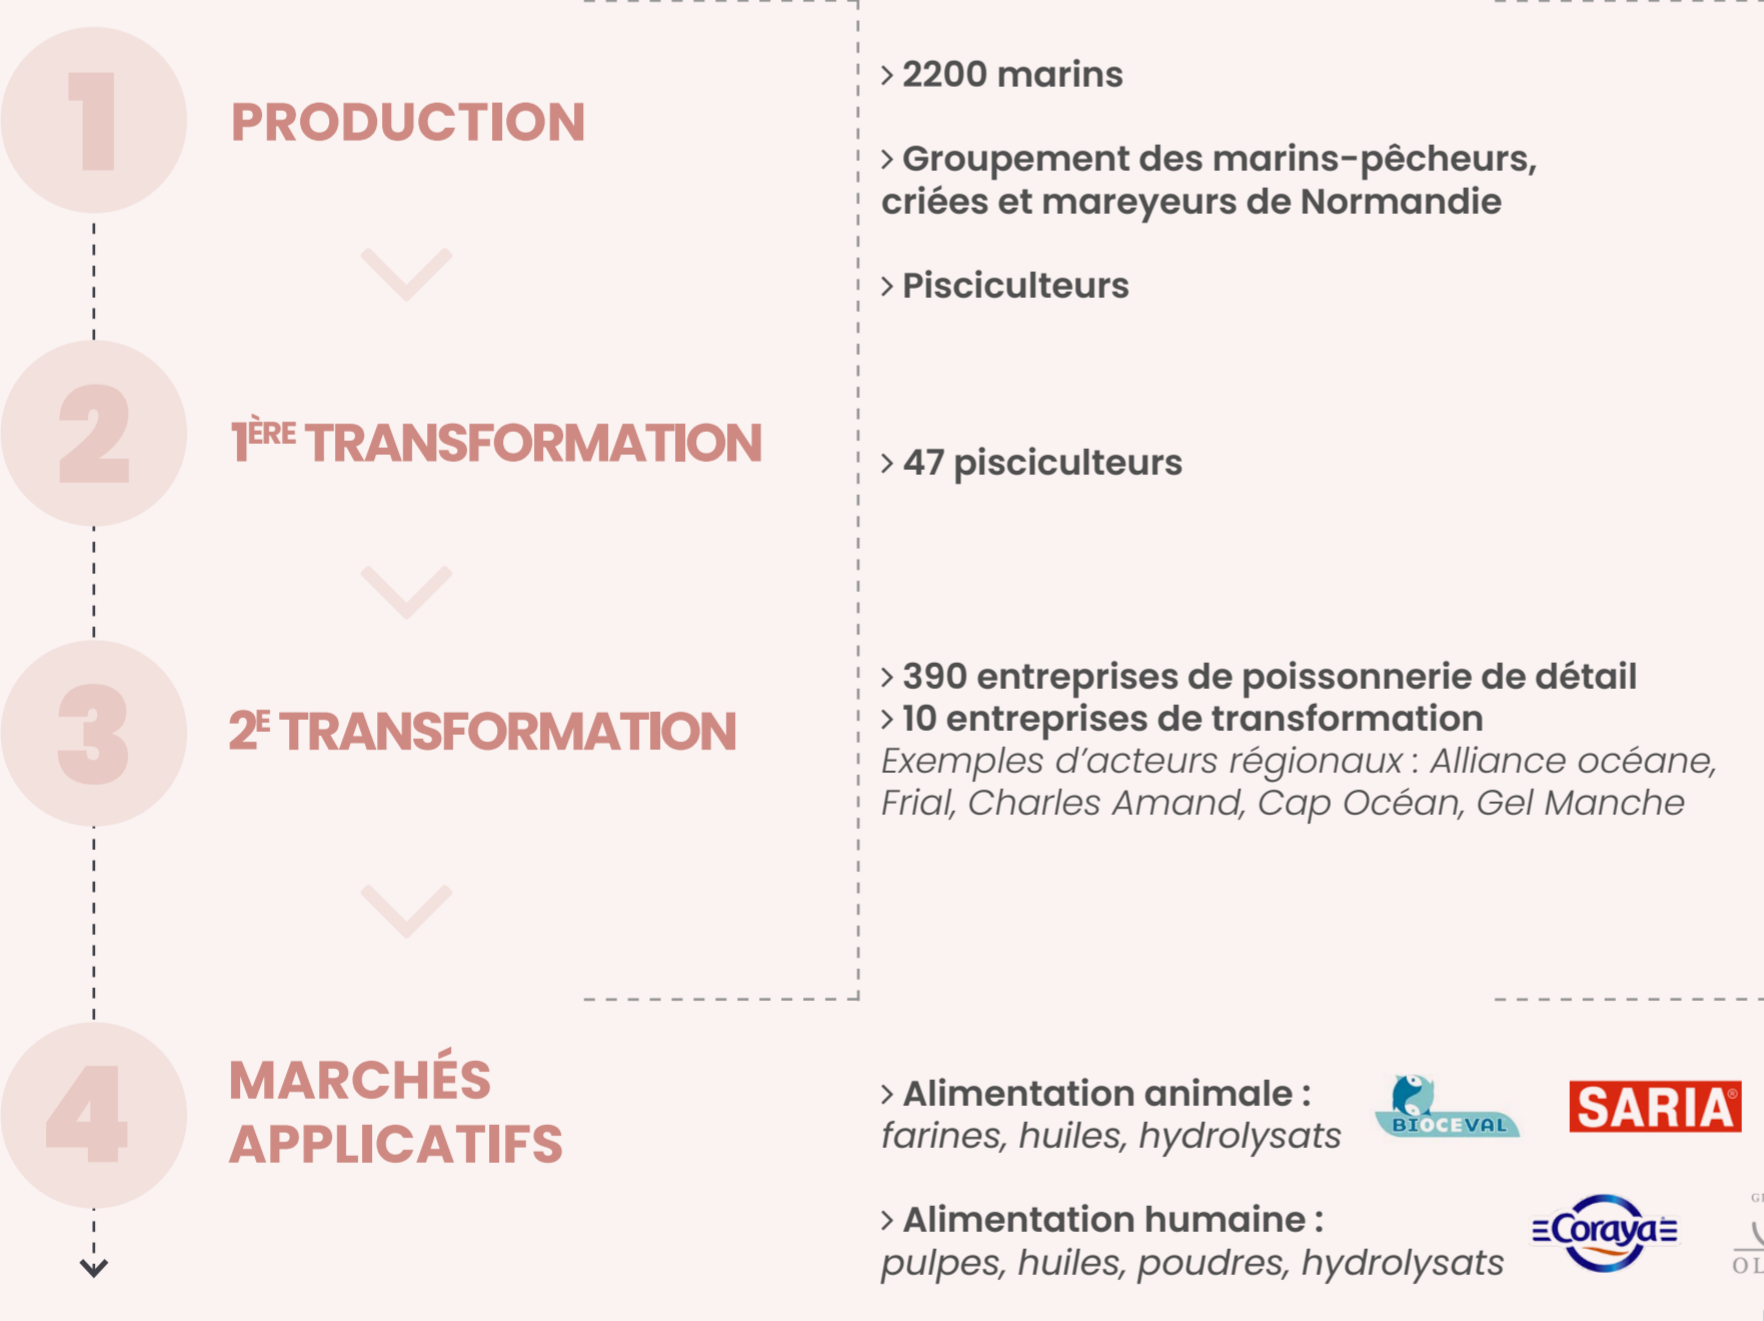 1
PRODUCTION
> 2200 marins
> Groupement des marins-pêcheurs,
criées et mareyeurs de Normandie
> Pisciculteurs
2
1ÈRE TRANSFORMATION
> 47 pisciculteurs
3
2E TRANSFORMATION
> 390 entreprises de poissonnerie de détail
> 10 entreprises de transformation
Exemples d'acteurs régionaux : Alliance océane,
Frial, Charles Amand, Cap Océan, Gel Manche
4
MARCHÉS
APPLICATIFS
> Alimentation animale :
farines, huiles, hydrolysats
BIOCEVAL
SARIA®
> Alimentation humaine :
pulpes, huiles, poudres, hydrolysats
Coraya